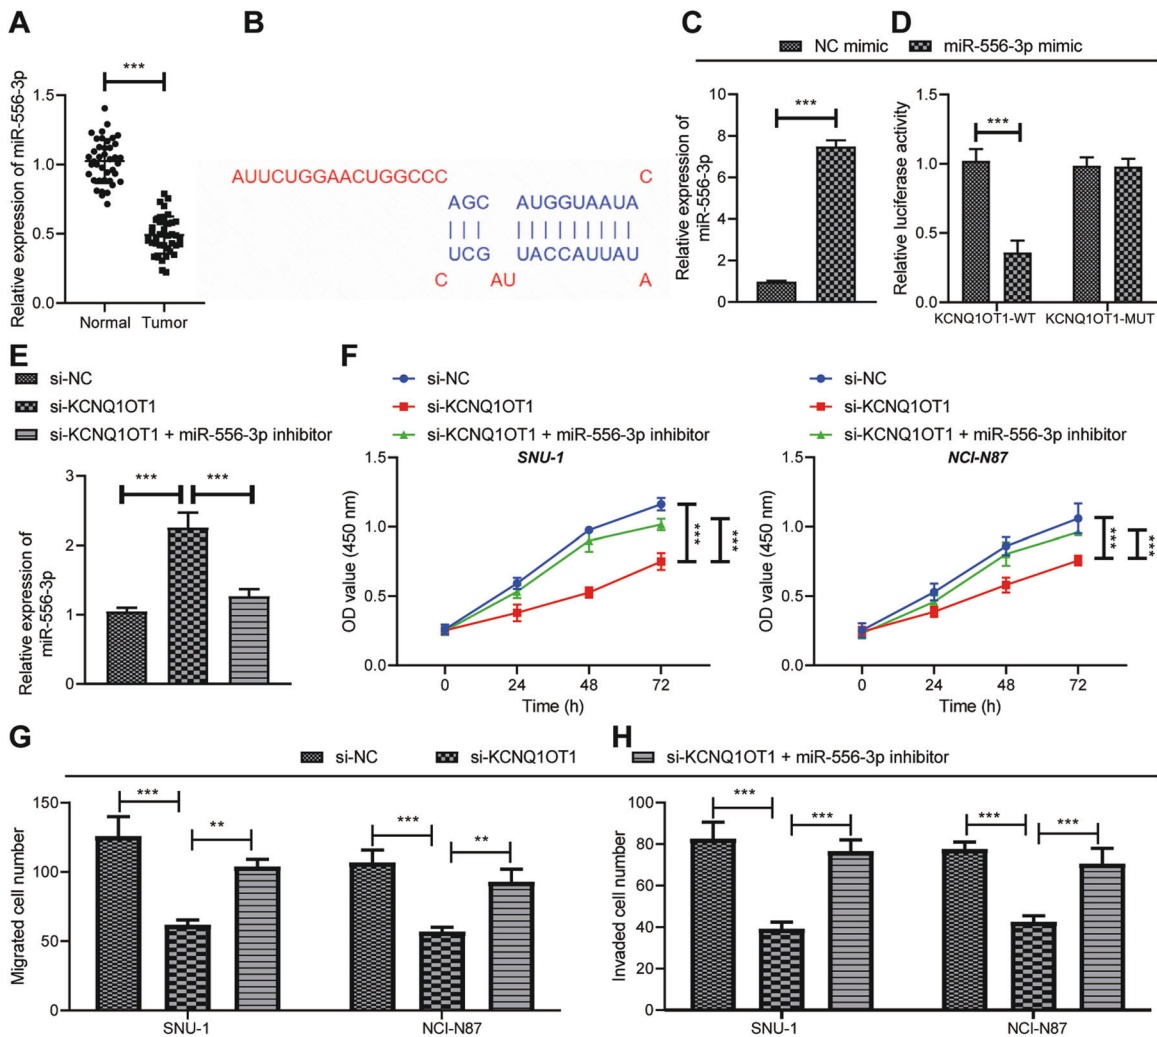 A
B
C
D
NC mimic
miR-556-3p mimic
Relative expression of miR-556-3p
***
1.5
1.0
0.5
0.0
Normal
Tumor
AUUCUGGAACUGGCCC
C
AGC
AUGGUAAUA
UCG
UACCAUUAU
C
AU
A
Relative expression of
miR-556-3p
***
10
8
6
4
2
0
Relative luciferase activity
***
1.5
1.0
0.5
0.0
KCNQ1OT1-WT
KCNQ1OT1-MUT
E
si-NC
si-KCNQ1OT1
si-KCNQ1OT1 + miR-556-3p inhibitor
Relative expression of
miR-556-3p
***
***
3
2
1
0
F
si-NC
si-KCNQ1OT1
si-KCNQ1OT1 + miR-556-3p inhibitor
SNU-1
OD value (450 nm)
1.5
1.0
0.5
0.0
***
***
0
24
48
72
Time (h)
si-NC
si-KCNQ1OT1
si-KCNQ1OT1 + miR-556-3p inhibitor
NCI-N87
OD value (450 nm)
1.5
1.0
0.5
0.0
***
***
0
24
48
72
Time (h)
G
H
si-NC
si-KCNQ1OT1
si-KCNQ1OT1 + miR-556-3p inhibitor
Migrated cell number
150
100
50
0
***
**
***
**
SNU-1
NCI-N87
Invaded cell number
100
80
60
40
20
0
***
***
***
***
SNU-1
NCI-N87